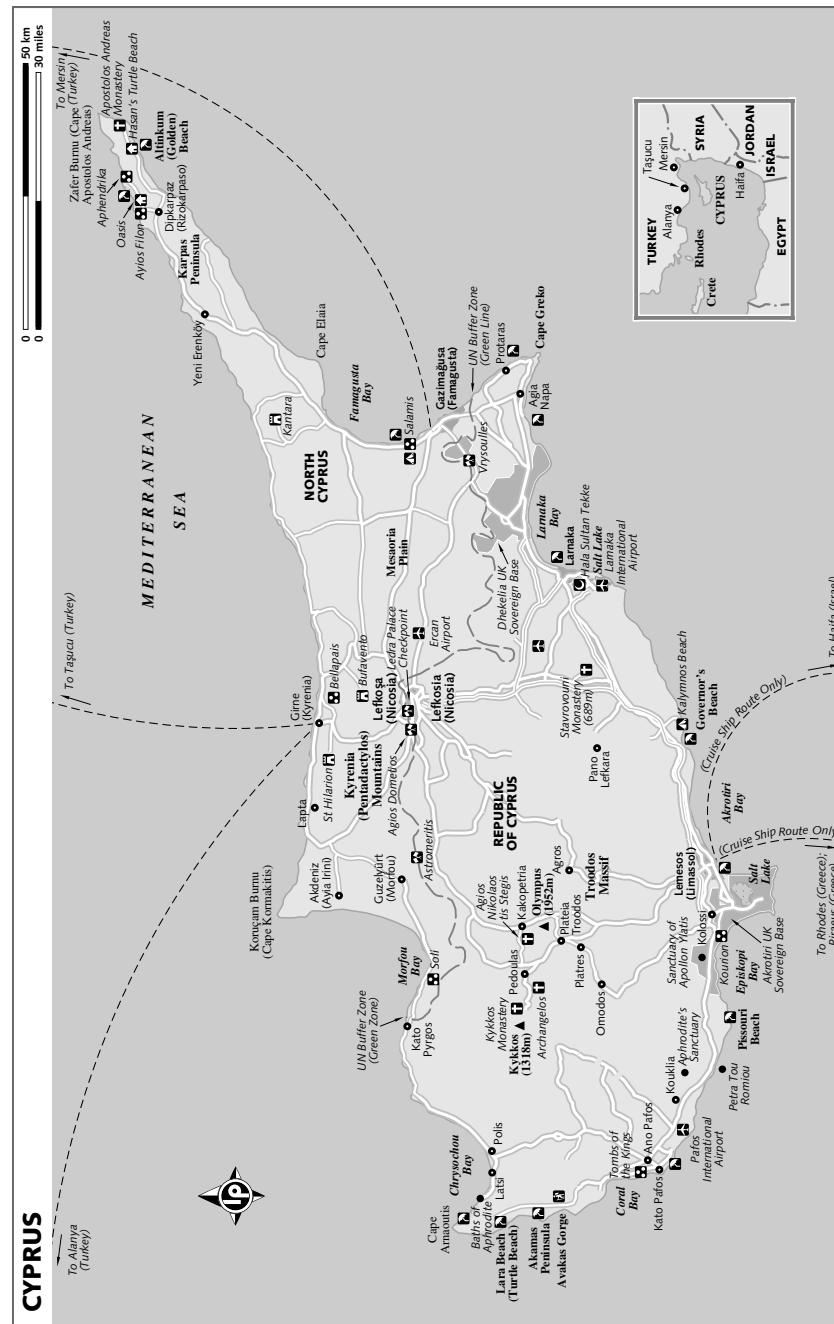 CYPRUS
0
50 km
0
30 miles
To Alanya
(Turkey)
To Taşucu (Turkey)
To Mersin
(Turkey)
MEDITERRANEAN
SEA
Zafer Burnu (Cape
Apostolos Andreas)
Apostolos Andreas
Monastery
Hasan's Turtle Beach
Altinkum
(Golden)
Beach
Aphendrika
Oasis
Ayios Filon
Dipkarpaz
(Rizokarpaso)
Karpas
Peninsula
Yeni Erenköy
Cape Elaia
Kantara
NORTH
CYPRUS
Famagusta
Bay
Salamis
Gazimağusa
(Famagusta)
UN Buffer Zone
(Green Line)
Protaras
Cape Greko
Agia
Napa
Vrysoulles
Mesaoria
Plain
Larnaka
Bay
Dhekelia UK
Sovereign Base
Larnaka
Hala Sultan Tekke
Salt Lake
Larnaka
International
Airport
Girne
(Kyrenia)
Bellapais
Bufavento
Lefkoşa
(Nicosia)
Ledra Palace
Checkpoint
Ercan
Airport
Lefkosia
(Nicosia)
Lapta
St Hilarion
Kyrenia
(Pentadactylos)
Mountains
Agios Dometios
Koruçam Burnu
(Cape Kormakitis)
Akdeniz
(Ayia Irini)
Guzelyürt
(Morfou)
Astromeritis
Morfou
Bay
Soli
UN Buffer Zone
(Green Zone)
Kato
Pyrgos
REPUBLIC
OF CYPRUS
Stavrovouni
Monastery
(689m)
Pano
Lefkara
Kalymnos Beach
Governor's
Beach
Agros
Troodos
Massif
Agios
Nikolaos
tis Stegis
Kakopetria
Olympus
(1952m)
Plateia
Troodos
Pedoulas
Platres
Kykkos
Monastery
Kykkos
(1318m)
Archangelos
Omodos
Akrotiri
Bay
(Cruise Ship Route Only)
(Cruise Ship Route Only)
To Haifa (Israel)
To Rhodes (Greece);
Lemesos
(Limassol)
Salt
Lake
Kolossi
Sanctuary of
Apollon Ylatis
Kourion
Episkopi
Bay
Akrotiri UK
Sovereign Base
Pissouri
Beach
Aphrodite's
Sanctuary
Petra Tou
Romiou
Kouklia
Chrysochou
Bay
Polis
Latsi
Cape
Arnaoutis
Baths of
Aphrodite
Lara Beach
(Turtle Beach)
Akamas
Peninsula
Avakas Gorge
Coral
Bay
Tombs of
the Kings
Ano Pafos
Kato Pafos
Pafos
International
Airport
lp
TURKEY
Alanya
Taşucu
Mersin
SYRIA
Rhodes
Crete
CYPRUS
Haifa
JORDAN
ISRAEL
EGYPT